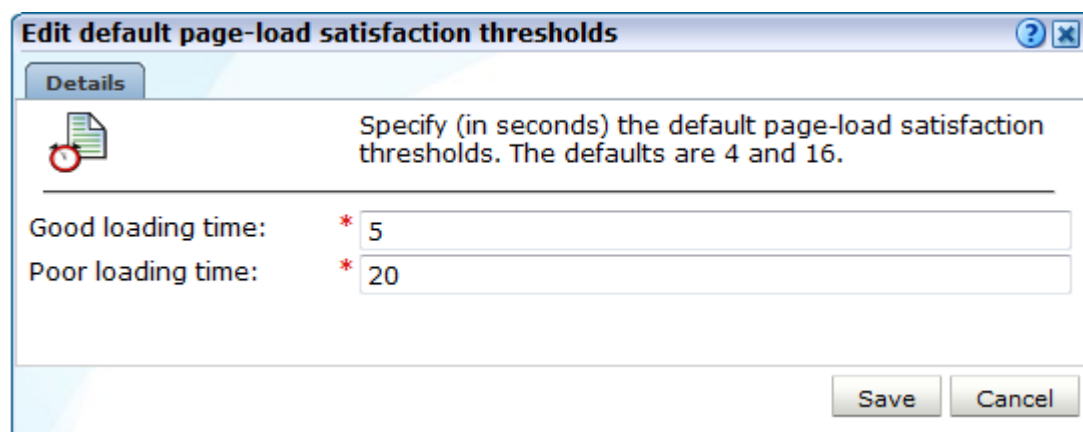 Edit default page-load satisfaction thresholds
Details
Specify (in seconds) the default page-load satisfaction
thresholds. The defaults are 4 and 16.
Good loading time: * 5
Poor loading time: * 20
Save Cancel